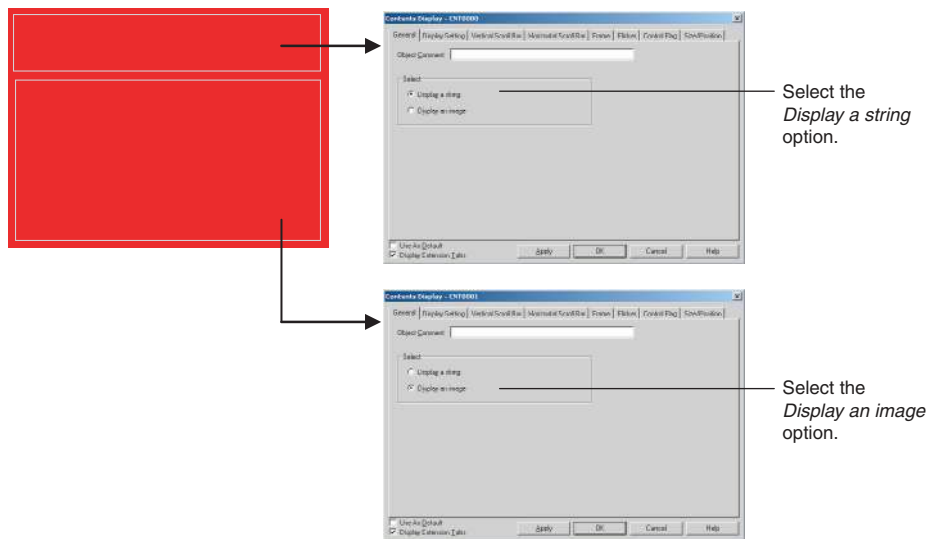 Contents Display - CNT0000
General Display Setting Vertical Scroll Bar Horizontal Scroll Bar Frame Flicker Control Flag Size/Position
Object Comment
Select
Display a string
Display an image
Use As Default
Display Extension Tabs
Apply OK Cancel Help
Select the
Display a string
option.
Contents Display - CNT0001
General Display Setting Vertical Scroll Bar Horizontal Scroll Bar Frame Flicker Control Flag Size/Position
Object Comment
Select
Display a string
Display an image
Use As Default
Display Extension Tabs
Apply OK Cancel Help
Select the
Display an image
option.